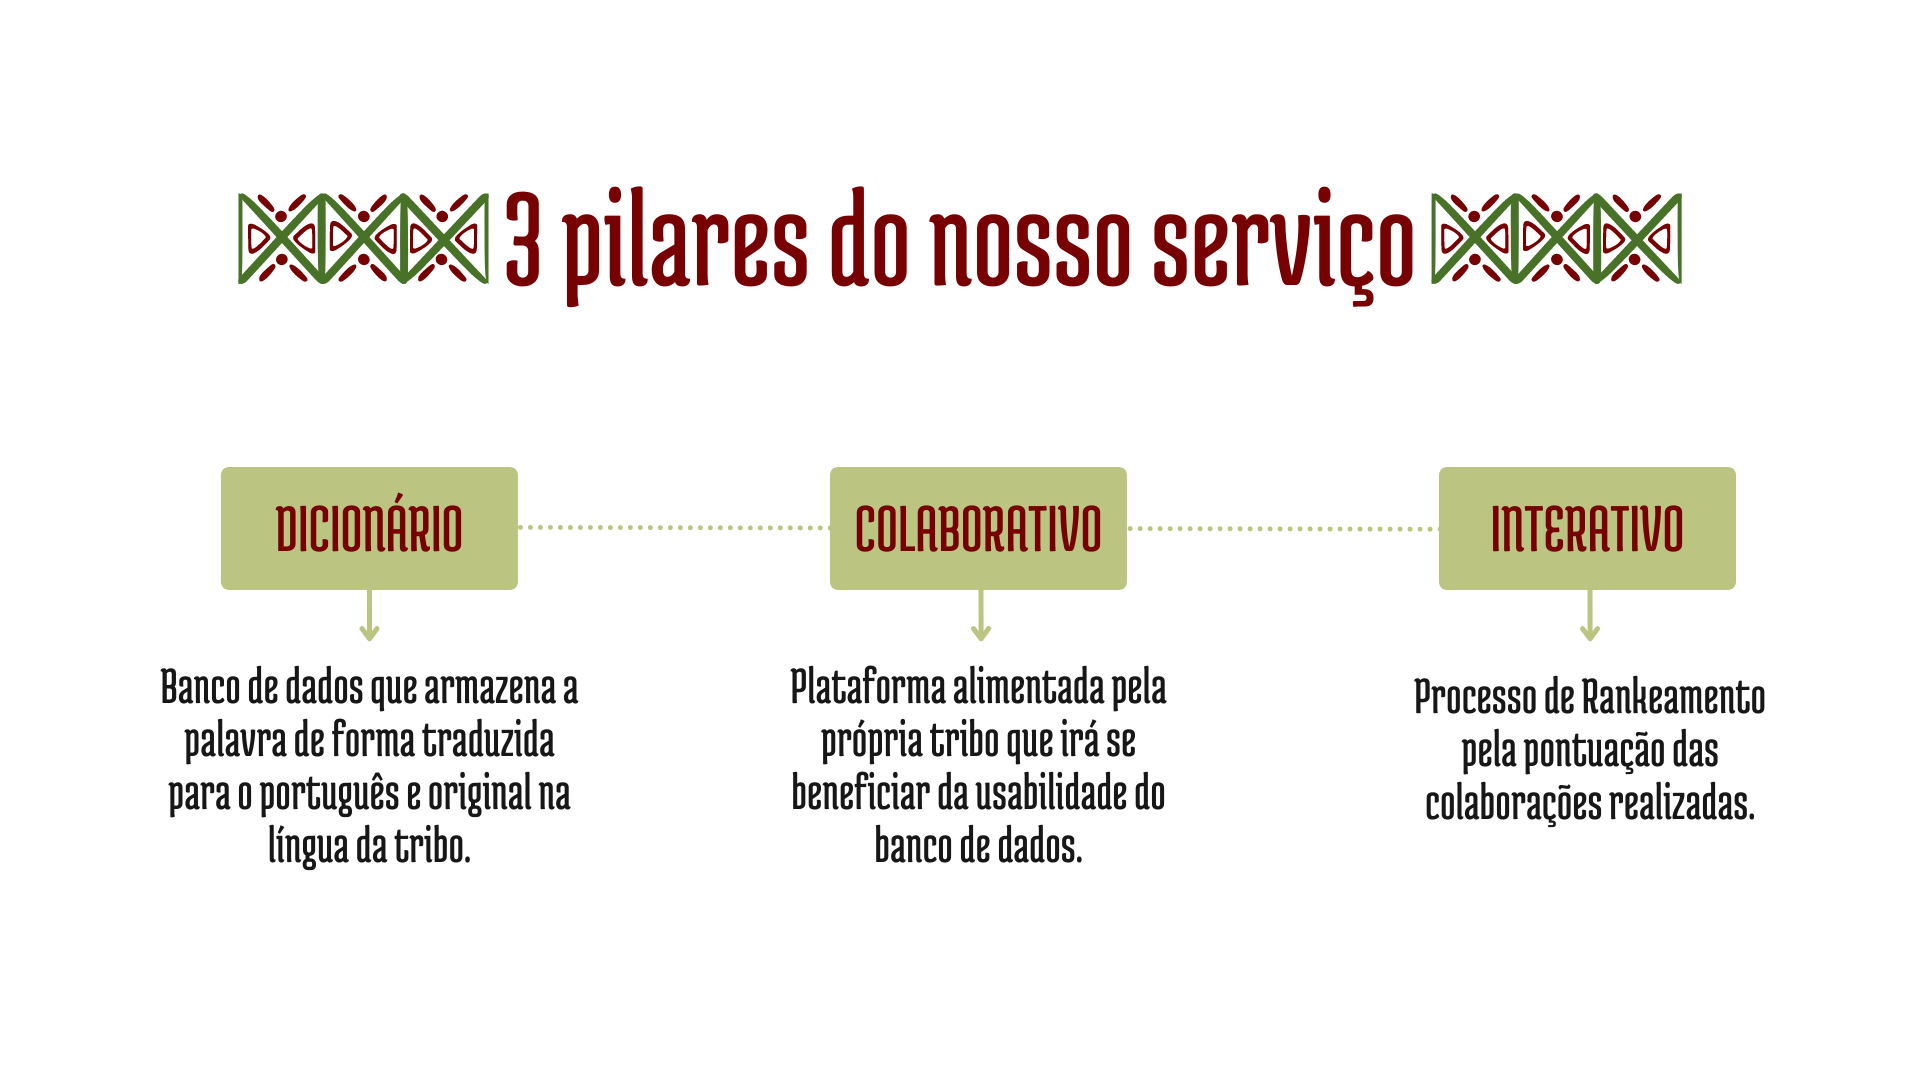 3 pilares do nosso serviço
DICIONÁRIO
Banco de dados que armazena a
palavra de forma traduzida
para o português e original na
língua da tribo.
COLABORATIVO
Plataforma alimentada pela
própria tribo que irá se
beneficiar da usabilidade do
banco de dados.
INTERATIVO
Processo de Rankeamento
pela pontuação das
colaborações realizadas.